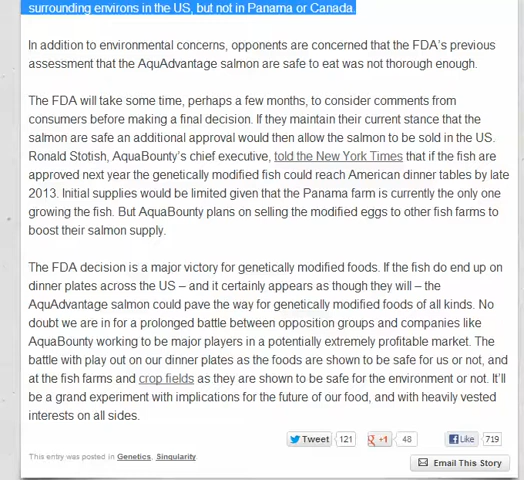 surrounding environs in the US, but not in Panama or Canada.
In addition to environmental concerns, opponents are concerned that the FDA's previous
assessment that the AquAdvantage salmon are safe to eat was not thorough enough.
The FDA will take some time, perhaps a few months, to consider comments from
consumers before making a final decision. If they maintain their current stance that the
salmon are safe an additional approval would then allow the salmon to be sold in the US.
Ronald Stotish, AquaBounty's chief executive, told the New York Times that if the fish are
approved next year the genetically modified fish could reach American dinner tables by late
2013. Initial supplies would be limited given that the Panama farm is currently the only one
growing the fish. But AquaBounty plans on selling the modified eggs to other fish farms to
boost their salmon supply.
The FDA decision is a major victory for genetically modified foods. If the fish do end up on
dinner plates across the US – and it certainly appears as though they will – the
AquAdvantage salmon could pave the way for genetically modified foods of all kinds. No
doubt we are in for a prolonged battle between opposition groups and companies like
AquaBounty working to be major players in a potentially extremely profitable market. The
battle with play out on our dinner plates as the foods are shown to be safe for us or not, and
at the fish farms and crop fields as they are shown to be safe for the environment or not. It'll
be a grand experiment with implications for the future of our food, and with heavily vested
interests on all sides.
Tweet 121 +1 48 Like 719
This entry was posted in Genetics, Singularity.
Email This Story